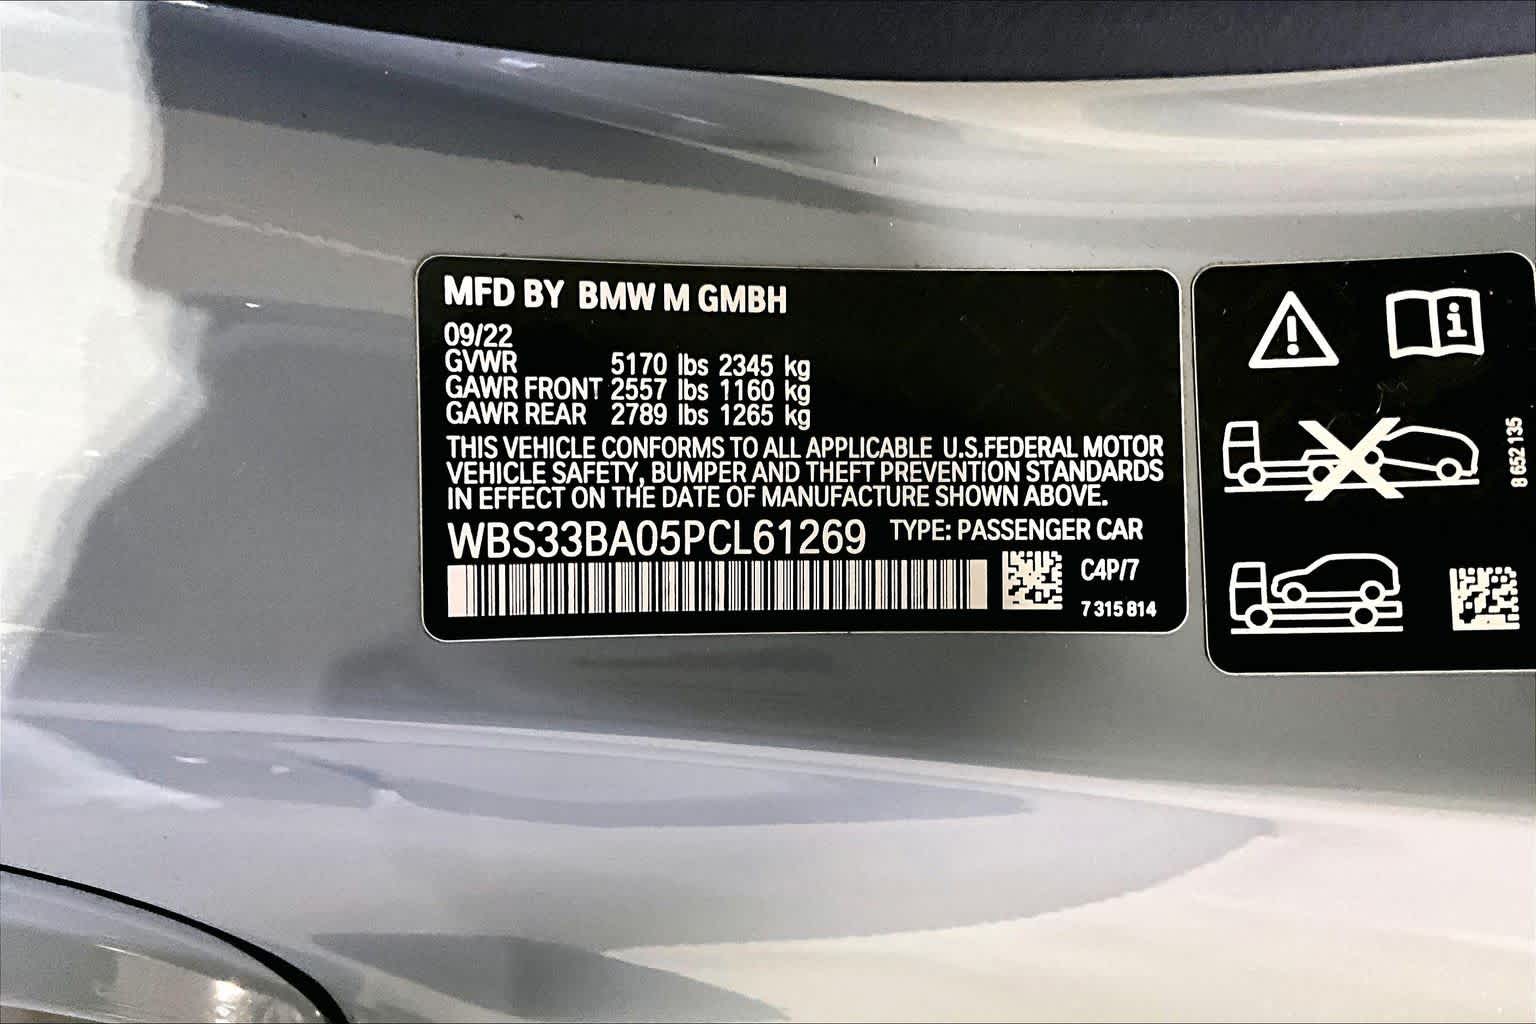 MFD BY BMW M GMBH
09/22
GVWR 5170 lbs 2345 kg
GAWR FRONT 2557 lbs 1160 kg
GAWR REAR 2789 lbs 1265 kg
THIS VEHICLE CONFORMS TO ALL APPLICABLE U.S.FEDERAL MOTOR
VEHICLE SAFETY, BUMPER AND THEFT PREVENTION STANDARDS
IN EFFECT ON THE DATE OF MANUFACTURE SHOWN ABOVE.
WBS33BA05PCL61269 TYPE: PASSENGER CAR
C4P/7
7 315 814
8 652 135